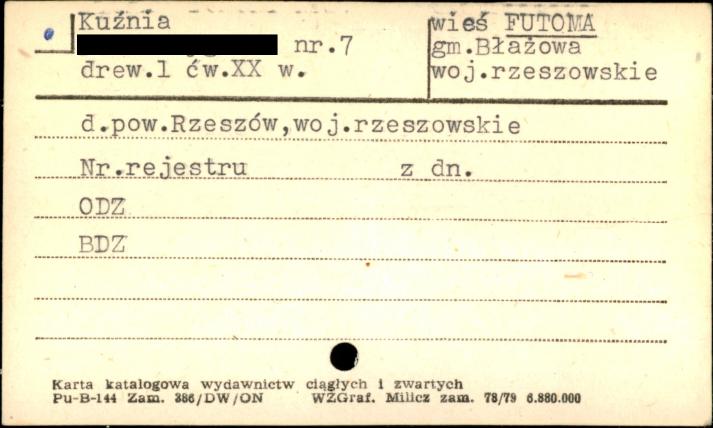 Kuźnia
nr.7
drew.1 ćw.XX w.
wieś FUTOMA
gm.Błażowa
woj.rzeszowskie
d.pow.Rzeszów,woj.rzeszowskie
Nr.rejestru z dn.
ODZ
BDZ
Karta katalogowa wydawnictw ciągłych i zwartych
Pu-B-144 Zam. 386/DW/ON WZGraf. Milicz zam. 78/79 6.880.000